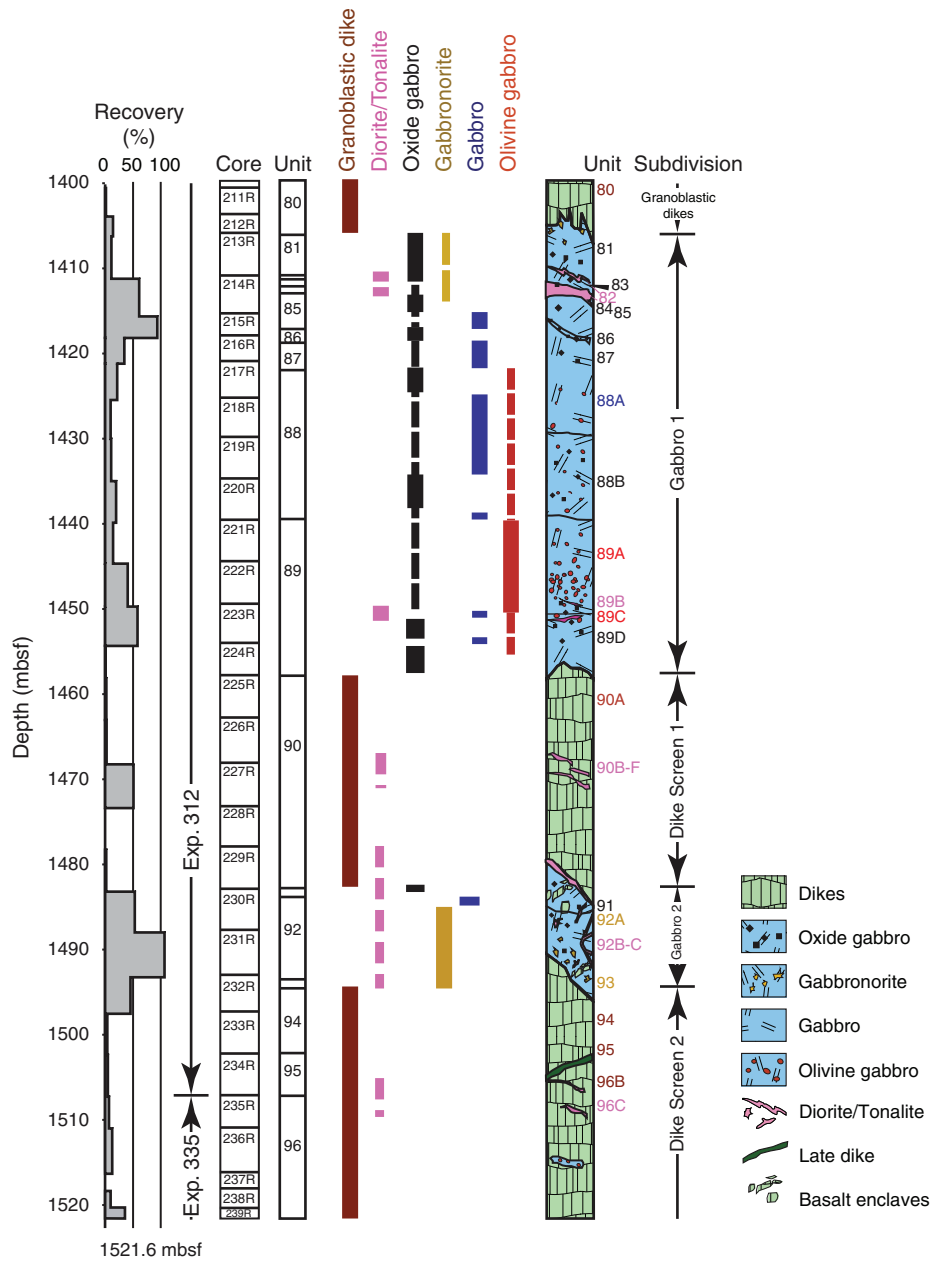 Recovery
(%)
0 50 100
Core
Unit
Granoblastic dike
Diorite/Tonalite
Oxide gabbro
Gabbronorite
Gabbro
Olivine gabbro
Unit
Subdivision
Depth (mbsf)
1400
1410
1420
1430
1440
1450
1460
1470
1480
1490
1500
1510
1520
1521.6 mbsf
Exp. 312
Exp. 335
211R
212R
213R
214R
215R
216R
217R
218R
219R
220R
221R
222R
223R
224R
225R
226R
227R
228R
229R
230R
231R
232R
233R
234R
235R
236R
237R
238R
239R
80
81
85
86
87
88
89
90
92
94
95
96
80
81
83
82
84
85
86
87
88A
88B
89A
89B
89C
89D
90A
90B-F
91
92A
92B-C
93
94
95
96B
96C
Granoblastic
dikes
Gabbro 1
Dike Screen 1
Gabbro 2
Dike Screen 2
Dikes
Oxide gabbro
Gabbronorite
Gabbro
Olivine gabbro
Diorite/Tonalite
Late dike
Basalt enclaves